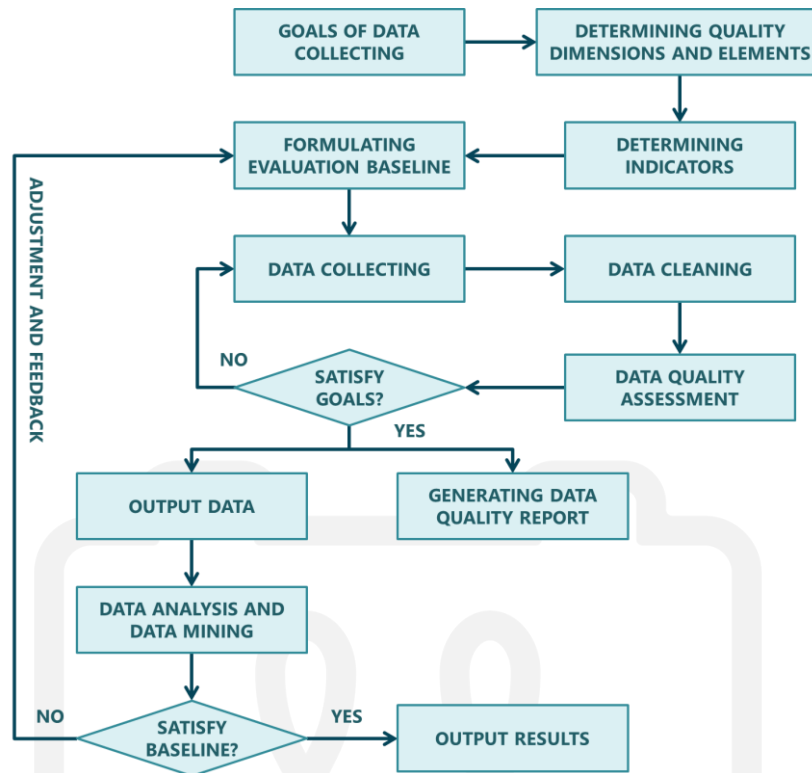 GOALS OF DATA
COLLECTING
DETERMINING QUALITY
DIMENSIONS AND ELEMENTS
FORMULATING
EVALUATION BASELINE
DETERMINING
INDICATORS
ADJUSTMENT AND FEEDBACK
DATA COLLECTING
DATA CLEANING
NO
SATISFY
GOALS?
DATA QUALITY
ASSESSMENT
YES
OUTPUT DATA
GENERATING DATA
QUALITY REPORT
DATA ANALYSIS AND
DATA MINING
NO
SATISFY
BASELINE?
YES
OUTPUT RESULTS